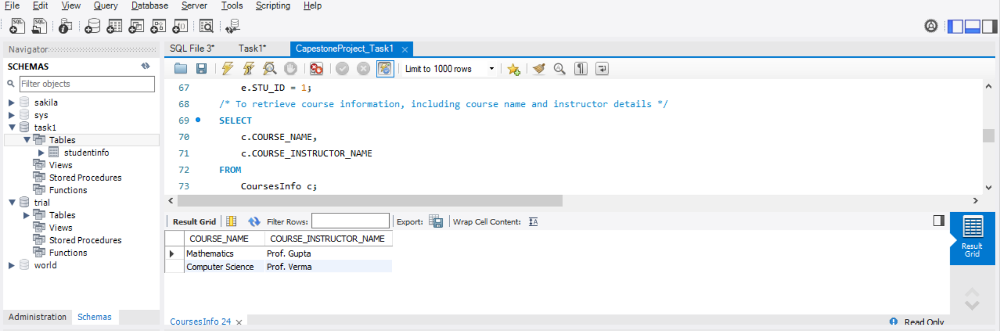 File Edit View Query Database Server Tools Scripting Help
SQL SQL
Navigator
SCHEMAS
Filter objects
sakila
sys
task1
Tables
studentinfo
Views
Stored Procedures
Functions
trial
Tables
Views
Stored Procedures
Functions
world
Administration Schemas
SQL File 3* Task1* CapestoneProject_Task1
Limit to 1000 rows
67 e.STU_ID = 1;
68 /* To retrieve course information, including course name and instructor details */
69 SELECT
70 c.COURSE_NAME,
71 c.COURSE_INSTRUCTOR_NAME
72 FROM
73 CoursesInfo c;
Result Grid Filter Rows: Export: Wrap Cell Content: IA
COURSE_NAME COURSE_INSTRUCTOR_NAME
Mathematics Prof. Gupta
Computer Science Prof. Verma
Result
Grid
CoursesInfo 24 Read Only